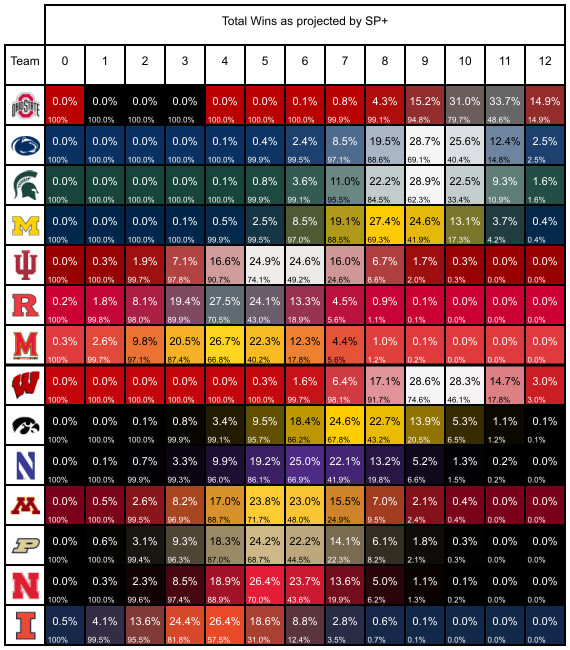 Total Wins as projected by SP+
Team 0 1 2 3 4 5 6 7 8 9 10 11 12
OHIO STATE 0.0% 0.0% 0.0% 0.0% 0.0% 0.0% 0.1% 0.8% 4.3% 15.2% 31.0% 33.7% 14.9%
100% 100.0% 100.0% 100.0% 100.0% 100.0% 100.0% 99.9% 99.1% 94.8% 79.7% 48.6% 14.9%
0.0% 0.0% 0.0% 0.0% 0.1% 0.4% 2.4% 8.5% 19.5% 28.7% 25.6% 12.4% 2.5%
100% 100.0% 100.0% 100.0% 100.0% 99.9% 99.5% 97.1% 88.6% 69.1% 40.4% 14.8% 2.5%
0.0% 0.0% 0.0% 0.0% 0.1% 0.8% 3.6% 11.0% 22.2% 28.9% 22.5% 9.3% 1.6%
100% 100.0% 100.0% 100.0% 100.0% 99.9% 99.1% 95.5% 84.5% 62.3% 33.4% 10.9% 1.6%
M 0.0% 0.0% 0.0% 0.1% 0.5% 2.5% 8.5% 19.1% 27.4% 24.6% 13.1% 3.7% 0.4%
100% 100.0% 100.0% 100.0% 99.9% 99.5% 97.0% 88.5% 69.3% 41.9% 17.3% 4.2% 0.4%
0.0% 0.3% 1.9% 7.1% 16.6% 24.9% 24.6% 16.0% 6.7% 1.7% 0.3% 0.0% 0.0%
100% 100.0% 99.7% 97.8% 90.7% 74.1% 49.2% 24.6% 8.6% 2.0% 0.3% 0.0% 0.0%
R 0.2% 1.8% 8.1% 19.4% 27.5% 24.1% 13.3% 4.5% 0.9% 0.1% 0.0% 0.0% 0.0%
100% 99.8% 98.0% 89.9% 70.5% 43.0% 18.9% 5.6% 1.1% 0.1% 0.0% 0.0% 0.0%
M 0.3% 2.6% 9.8% 20.5% 26.7% 22.3% 12.3% 4.4% 1.0% 0.1% 0.0% 0.0% 0.0%
100% 99.7% 97.1% 87.4% 66.8% 40.2% 17.8% 5.6% 1.2% 0.2% 0.0% 0.0% 0.0%
W 0.0% 0.0% 0.0% 0.0% 0.0% 0.3% 1.6% 6.4% 17.1% 28.6% 28.3% 14.7% 3.0%
100% 100.0% 100.0% 100.0% 100.0% 100.0% 99.7% 98.1% 91.7% 74.6% 46.1% 17.8% 3.0%
0.0% 0.0% 0.1% 0.8% 3.4% 9.5% 18.4% 24.6% 22.7% 13.9% 5.3% 1.1% 0.1%
100% 100.0% 100.0% 99.9% 99.1% 95.7% 86.2% 67.8% 43.2% 20.5% 6.5% 1.2% 0.1%
N 0.0% 0.1% 0.7% 3.3% 9.9% 19.2% 25.0% 22.1% 13.2% 5.2% 1.3% 0.2% 0.0%
100% 100.0% 99.9% 99.3% 96.0% 86.1% 66.9% 41.9% 19.8% 6.6% 1.5% 0.2% 0.0%
M 0.0% 0.5% 2.6% 8.2% 17.0% 23.8% 23.0% 15.5% 7.0% 2.1% 0.4% 0.0% 0.0%
100% 100.0% 99.5% 96.9% 88.7% 71.7% 48.0% 24.9% 9.5% 2.4% 0.4% 0.0% 0.0%
P 0.0% 0.6% 3.1% 9.3% 18.3% 24.2% 22.2% 14.1% 6.1% 1.8% 0.3% 0.0% 0.0%
100% 100.0% 99.4% 96.3% 87.0% 68.7% 44.5% 22.3% 8.2% 2.1% 0.3% 0.0% 0.0%
N 0.0% 0.3% 2.3% 8.5% 18.9% 26.4% 23.7% 13.6% 5.0% 1.1% 0.1% 0.0% 0.0%
100% 100.0% 99.6% 97.4% 88.9% 70.0% 43.6% 19.9% 6.2% 1.3% 0.2% 0.0% 0.0%
I 0.5% 4.1% 13.6% 24.4% 26.4% 18.6% 8.8% 2.8% 0.6% 0.1% 0.0% 0.0% 0.0%
100% 99.5% 95.5% 81.8% 57.5% 31.0% 12.4% 3.5% 0.7% 0.1% 0.0% 0.0% 0.0%